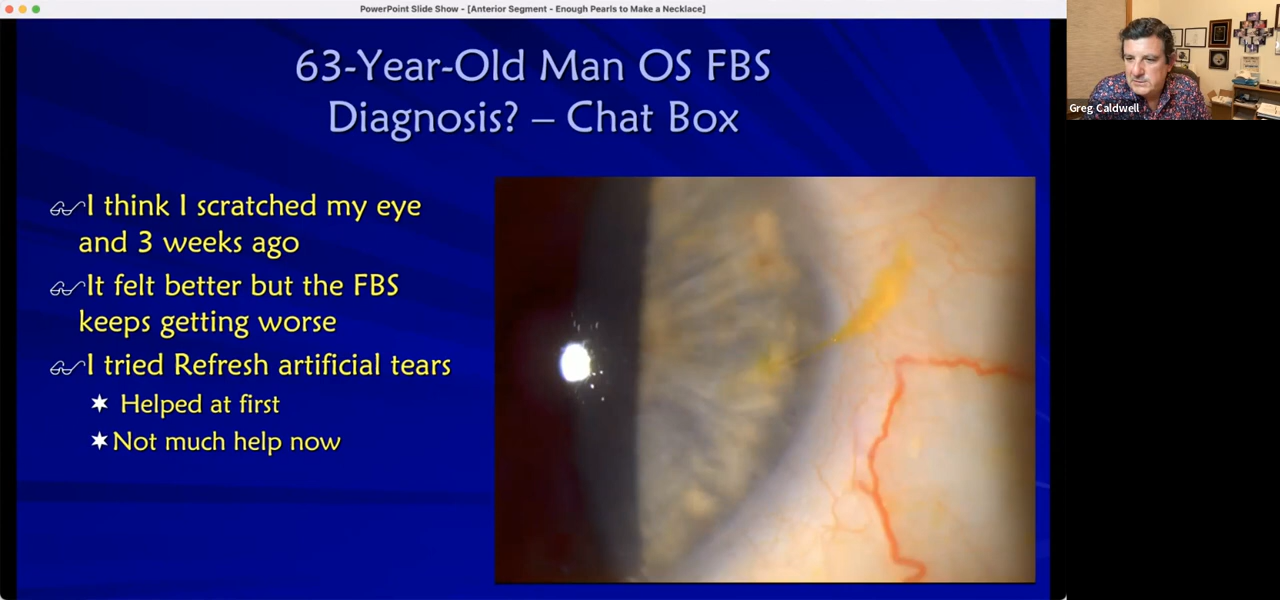 PowerPoint Slide Show - [Anterior Segment - Enough Pearls to Make a Necklace]
63-Year-Old Man OS FBS
Diagnosis? – Chat Box
I think I scratched my eye
and 3 weeks ago
It felt better but the FBS
keeps getting worse
I tried Refresh artificial tears
Helped at first
Not much help now
Greg Caldwell